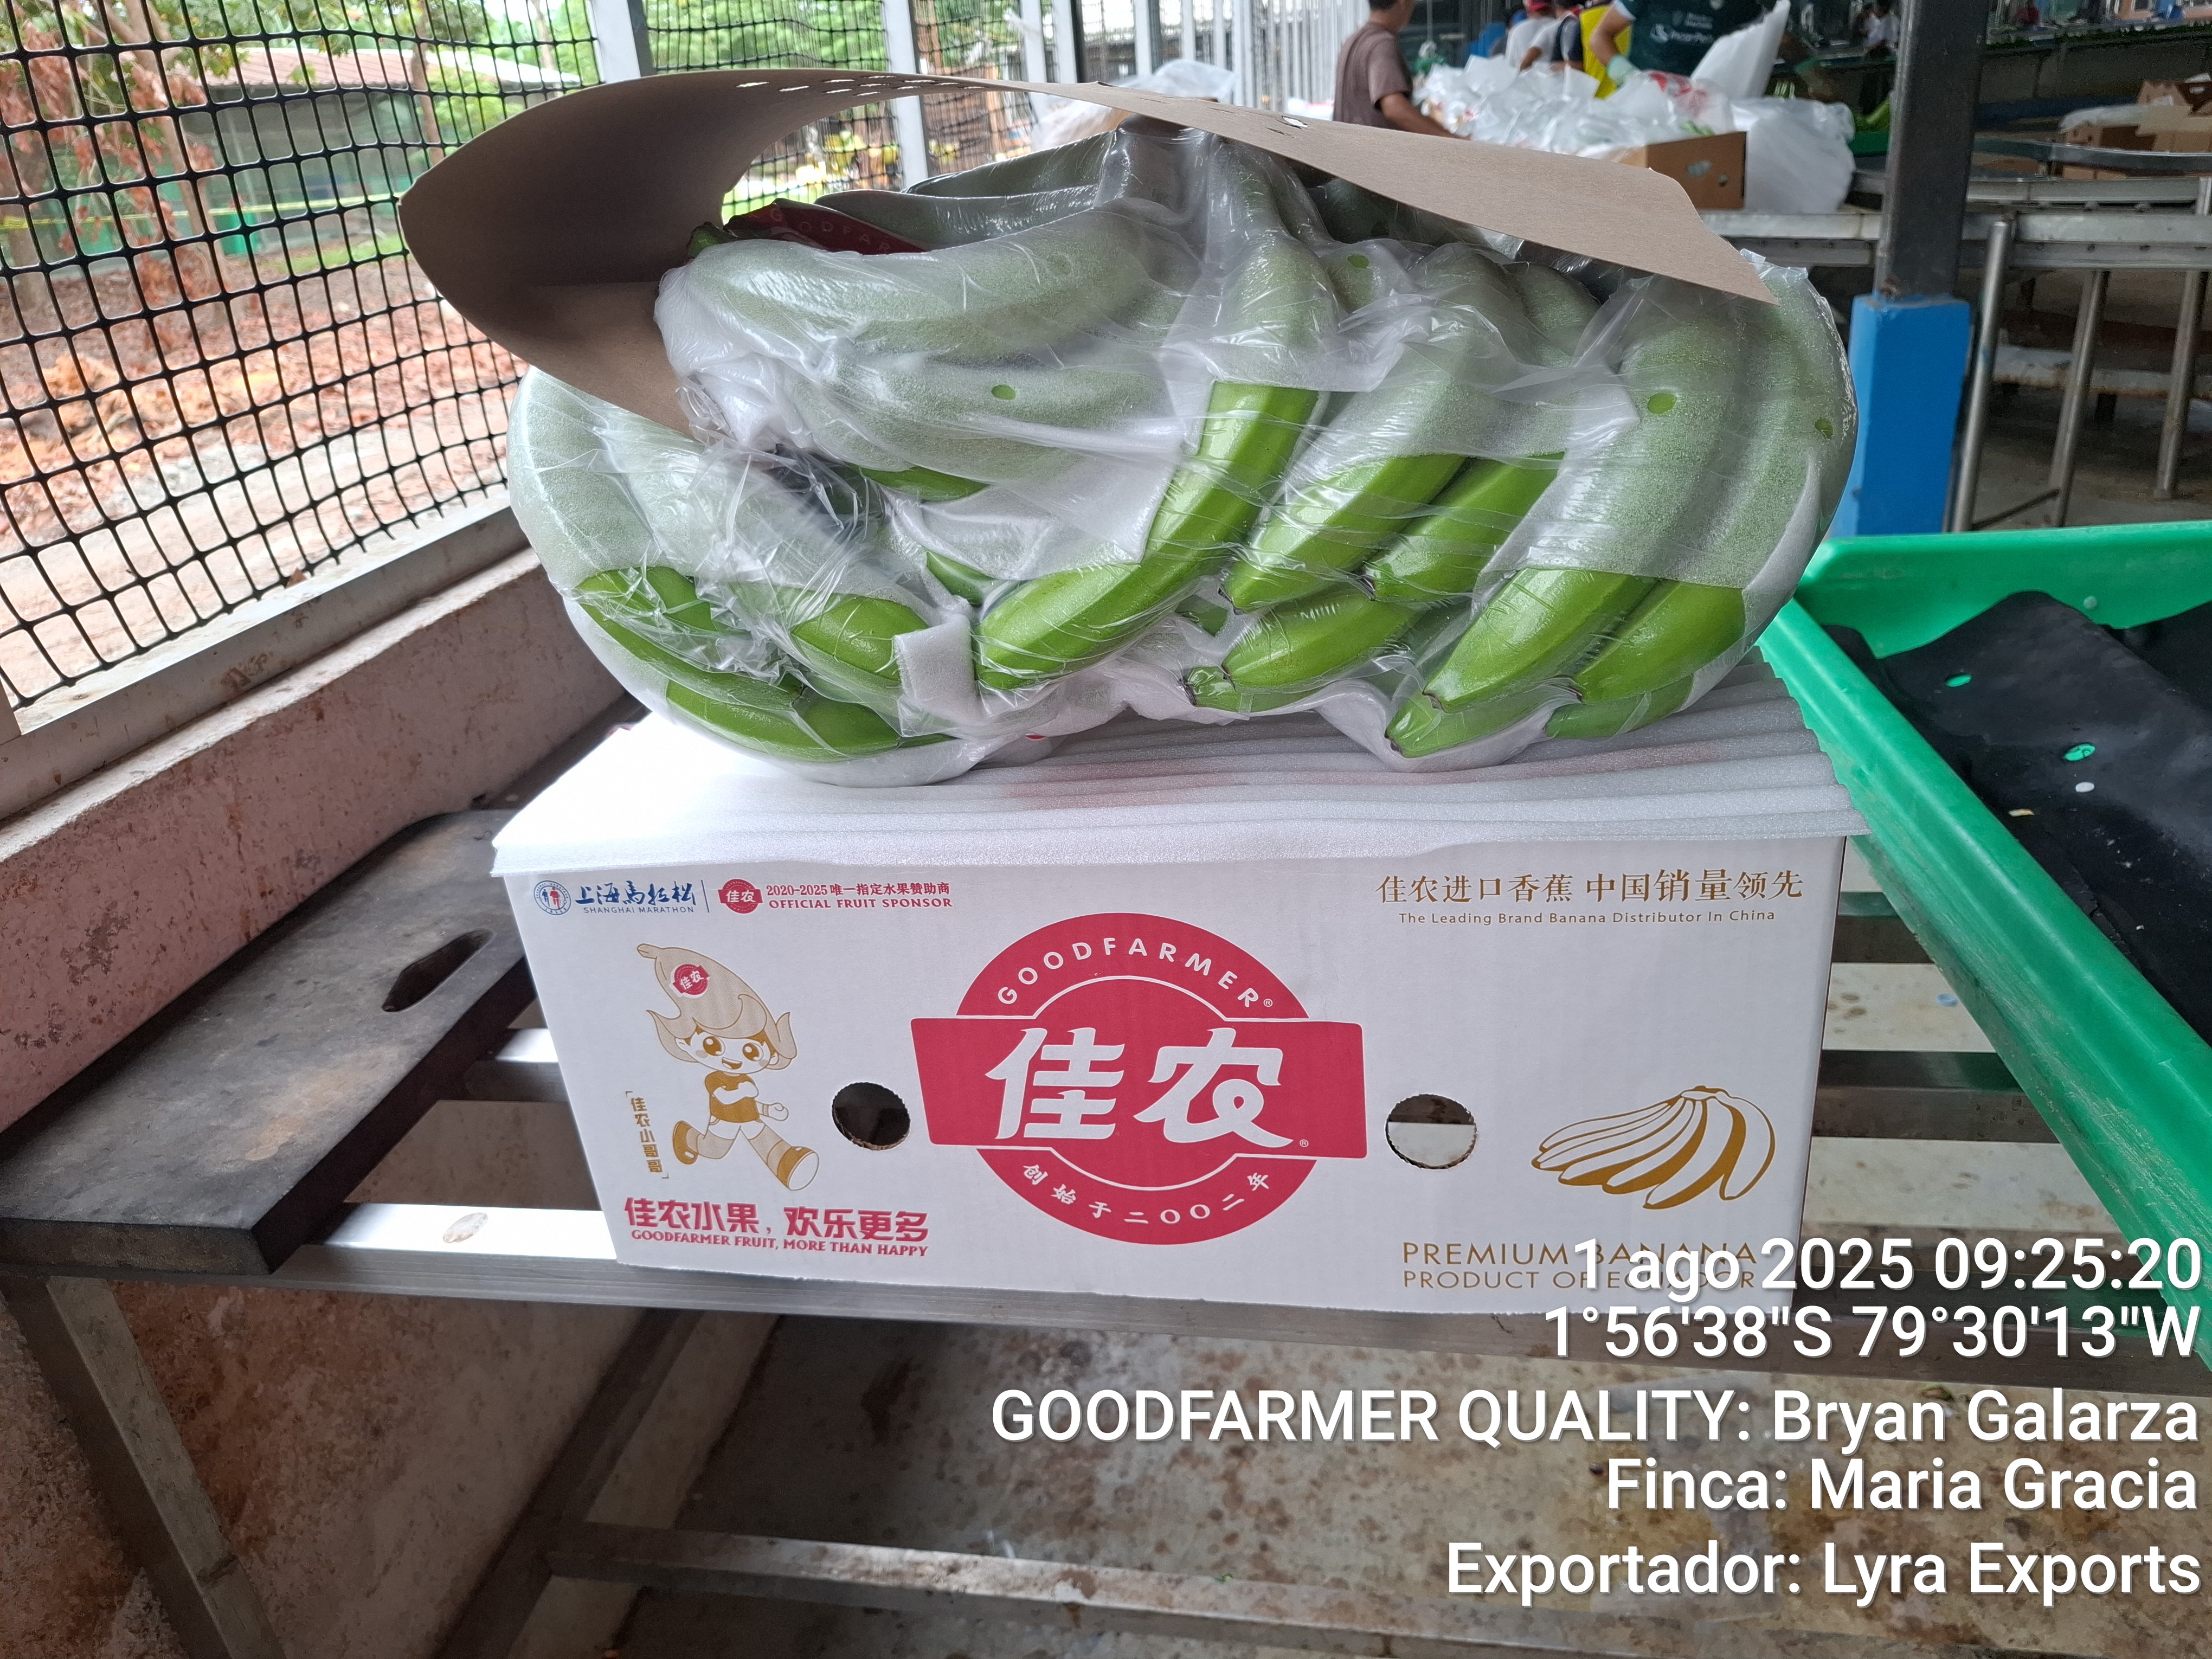 GOODFAR
上海马拉松
SHANGHAI MARATHON
佳农
2020-2025唯一指定水果赞助商
OFFICIAL FRUIT SPONSOR
佳农进口香蕉 中国销量领先
The Leading Brand Banana Distributor In China
佳农
「佳农小哥哥」
GOODFARMER®
佳农®
创始于二〇〇二年
佳农水果，欢乐更多
GOODFARMER FRUIT, MORE THAN HAPPY
PREMIUM BANANA
PRODUCT OF ECUADOR
1 ago 2025 09:25:20
1°56'38"S 79°30'13"W
GOODFARMER QUALITY: Bryan Galarza
Finca: Maria Gracia
Exportador: Lyra Exports